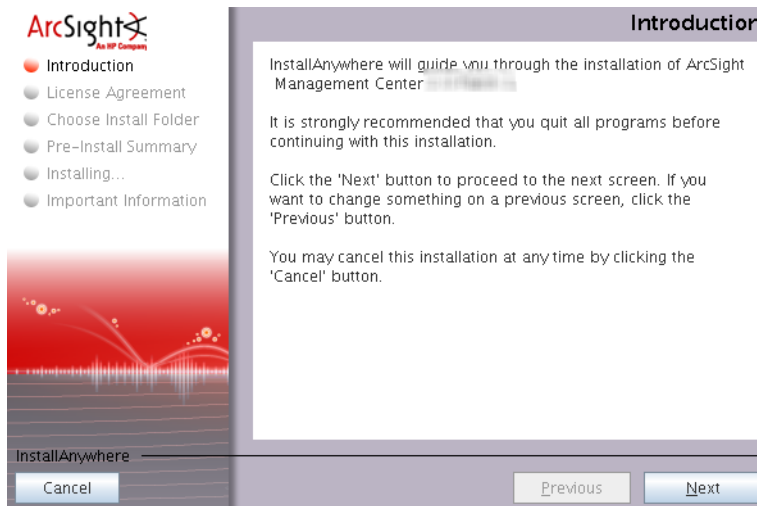 ArcSight
An HP Company
Introduction
License Agreement
Choose Install Folder
Pre-Install Summary
Installing...
Important Information
Introduction
InstallAnywhere will guide you through the installation of ArcSight
Management Center
It is strongly recommended that you quit all programs before
continuing with this installation.
Click the 'Next' button to proceed to the next screen. If you
want to change something on a previous screen, click the
'Previous' button.
You may cancel this installation at any time by clicking the
'Cancel' button.
InstallAnywhere
Cancel
Previous
Next